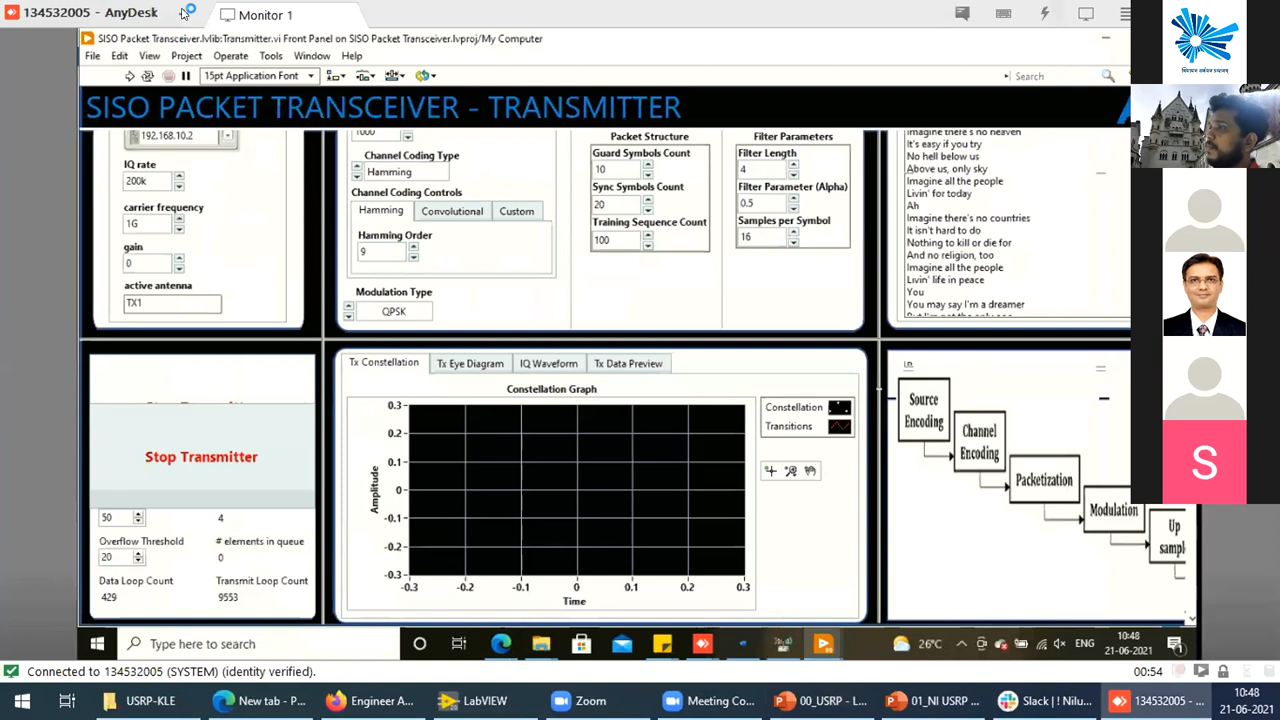 134532005 - AnyDesk
Monitor 1
SISO Packet Transceiver.lvlib:Transmitter.vi Front Panel on SISO Packet Transceiver.lvproj/My Computer
File Edit View Project Operate Tools Window Help
15pt Application Font
Search
SISO PACKET TRANSCEIVER - TRANSMITTER
192.168.10.2
IQ rate
200k
carrier frequency
1G
gain
0
active antenna
TX1
1000
Channel Coding Type
Hamming
Channel Coding Controls
Hamming Convolutional Custom
Hamming Order
9
Modulation Type
QPSK
Packet Structure
Guard Symbols Count
10
Sync Symbols Count
20
Training Sequence Count
100
Filter Parameters
Filter Length
4
Filter Parameter (Alpha)
0.5
Samples per Symbol
16
Imagine there's no heaven
It's easy if you try
No hell below us
Above us, only sky
Imagine all the people
Livin' for today
Ah
Imagine there's no countries
It isn't hard to do
Nothing to kill or die for
And no religion, too
Imagine all the people
Livin' life in peace
You
You may say I'm a dreamer
But I'm not the only one
Stop Transmitter
50
4
Overflow Threshold
# elements in queue
20
0
Data Loop Count
Transmit Loop Count
429
9553
Tx Constellation Tx Eye Diagram IQ Waveform Tx Data Preview
Constellation Graph
Amplitude
0.3
0.2
0.1
0
-0.1
-0.2
-0.3
-0.3 -0.2 -0.1 0 0.1 0.2 0.3
Time
Constellation
Transitions
Source
Encoding
Channel
Encoding
Packetization
Modulation
Up
sampl
S
Type here to search
26°C
ENG
10:48
21-06-2021
Connected to 134532005 (SYSTEM) (identity verified).
00:54
USRP-KLE
New tab - P...
Engineer A...
LabVIEW
Zoom
Meeting Co...
00_USRP - L...
01_NI USRP ...
Slack | ! Nilu...
134532005 - ...
10:48
21-06-2021